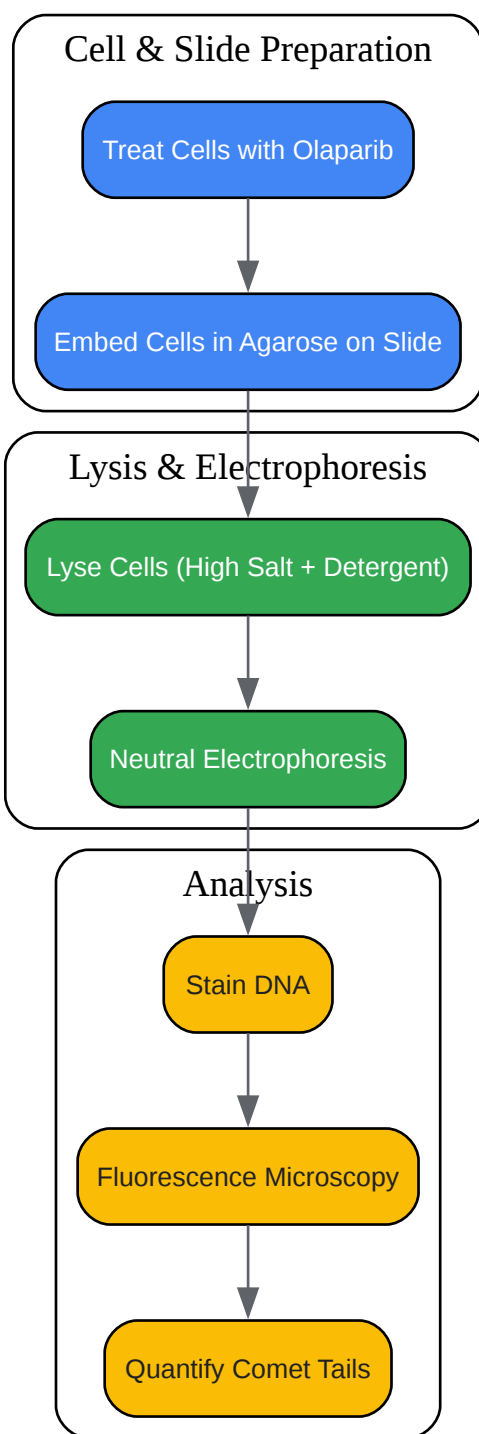 Cell & Slide Preparation
Treat Cells with Olaparib
Embed Cells in Agarose on Slide
Lysis & Electrophoresis
Lyse Cells (High Salt + Detergent)
Neutral Electrophoresis
Analysis
Stain DNA
Fluorescence Microscopy
Quantify Comet Tails